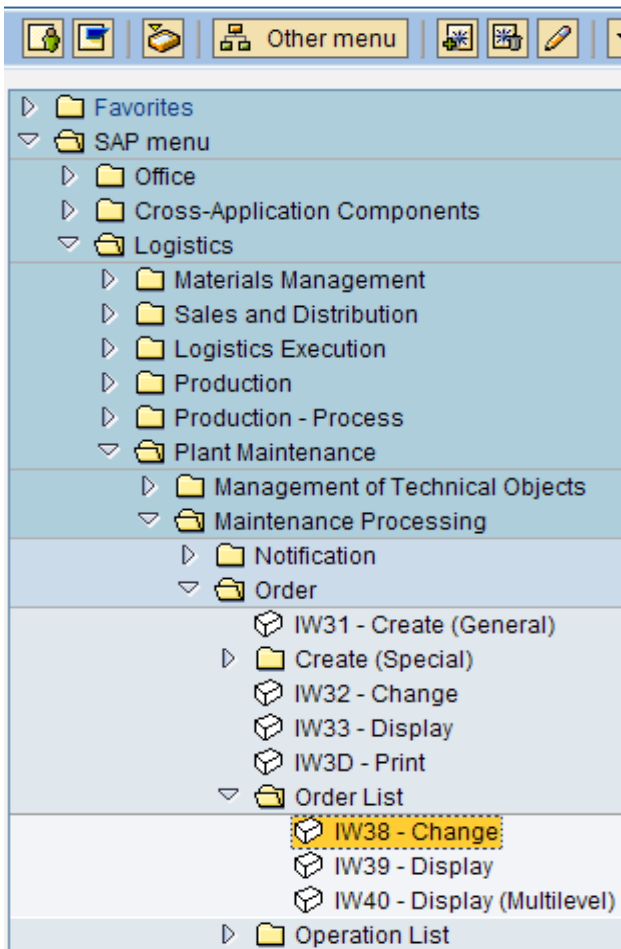 Other menu
Favorites
SAP menu
Office
Cross-Application Components
Logistics
Materials Management
Sales and Distribution
Logistics Execution
Production
Production - Process
Plant Maintenance
Management of Technical Objects
Maintenance Processing
Notification
Order
IW31 - Create (General)
Create (Special)
IW32 - Change
IW33 - Display
IW3D - Print
Order List
IW38 - Change
IW39 - Display
IW40 - Display (Multilevel)
Operation List